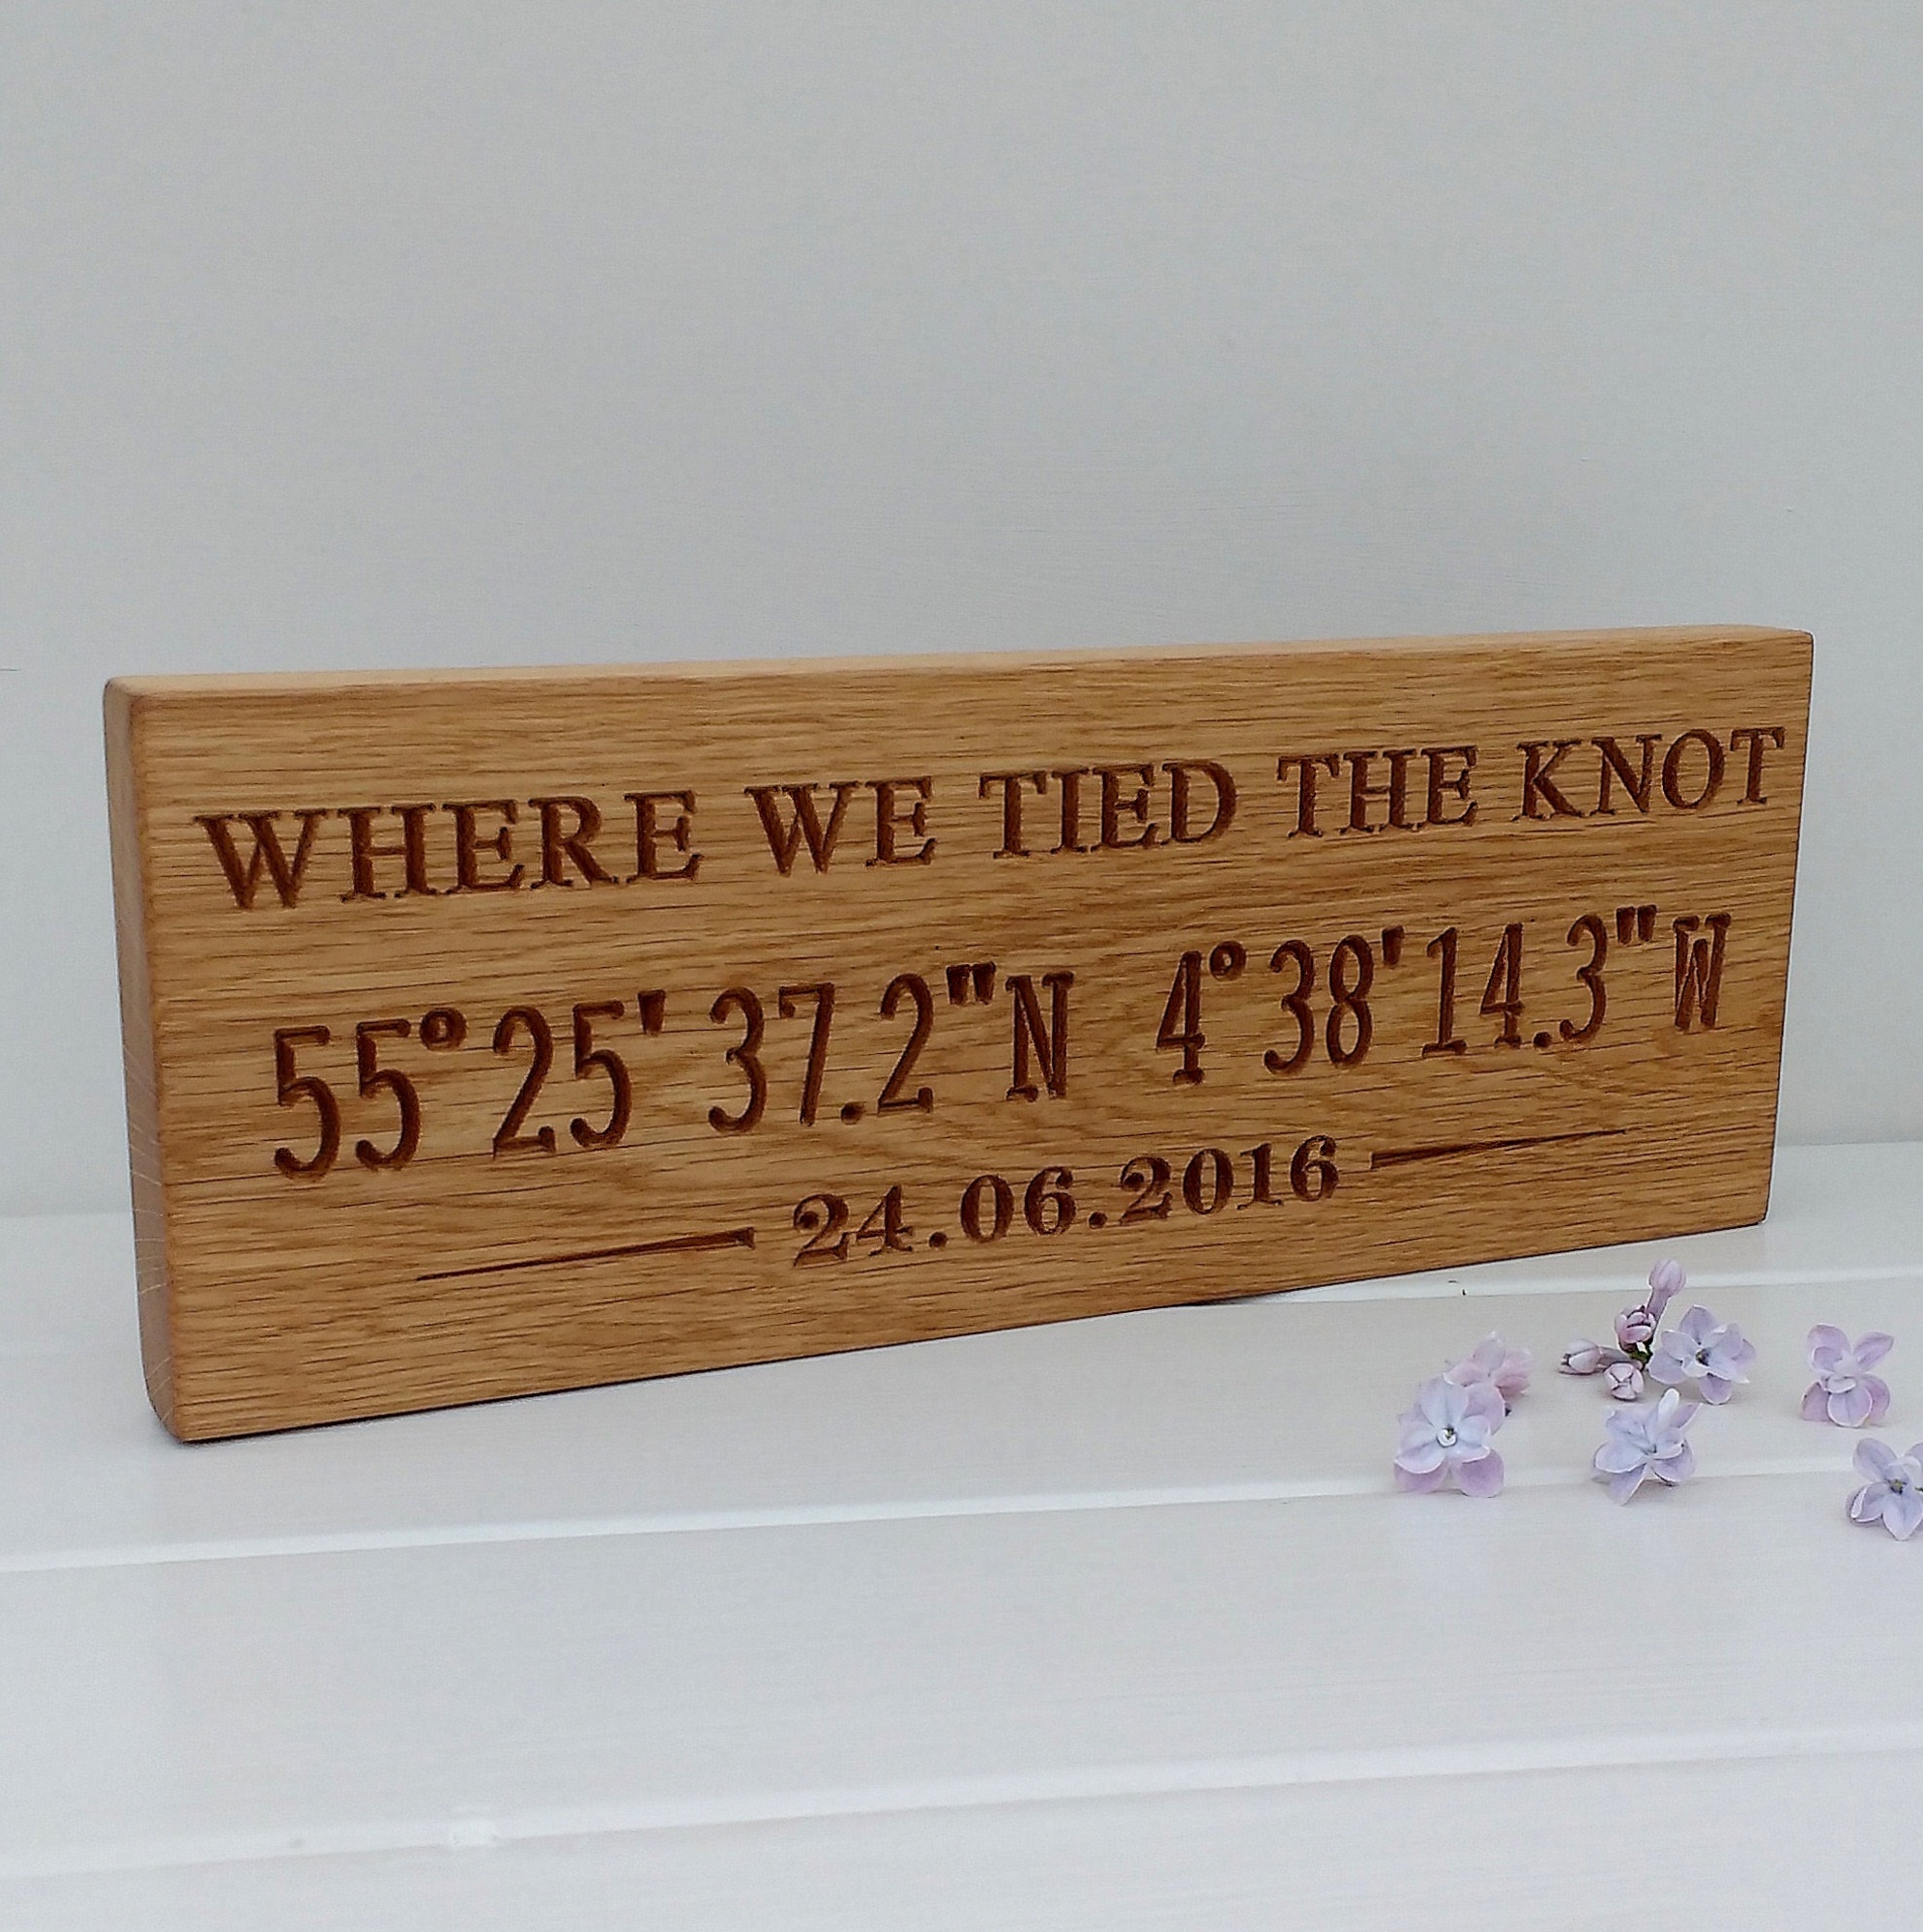 WHERE WE TIED THE KNOT
55°25'37.2"N 4°38'14.3"W
24.06.2016